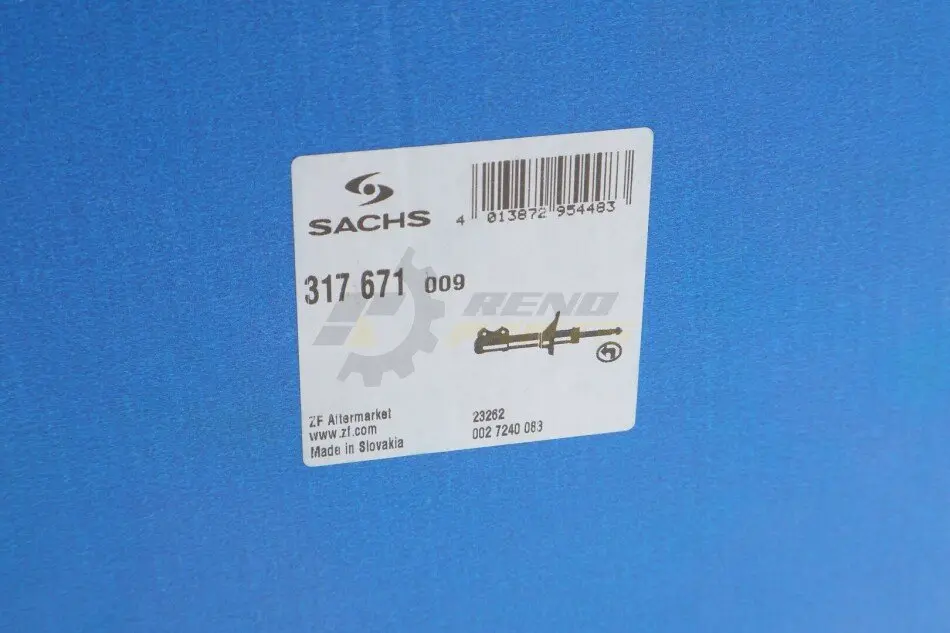 SACHS
4 013872 954483
317 671 009
RENO
ZF Aftermarket
www.zf.com
Made in Slovakia
23262
002 7240 083